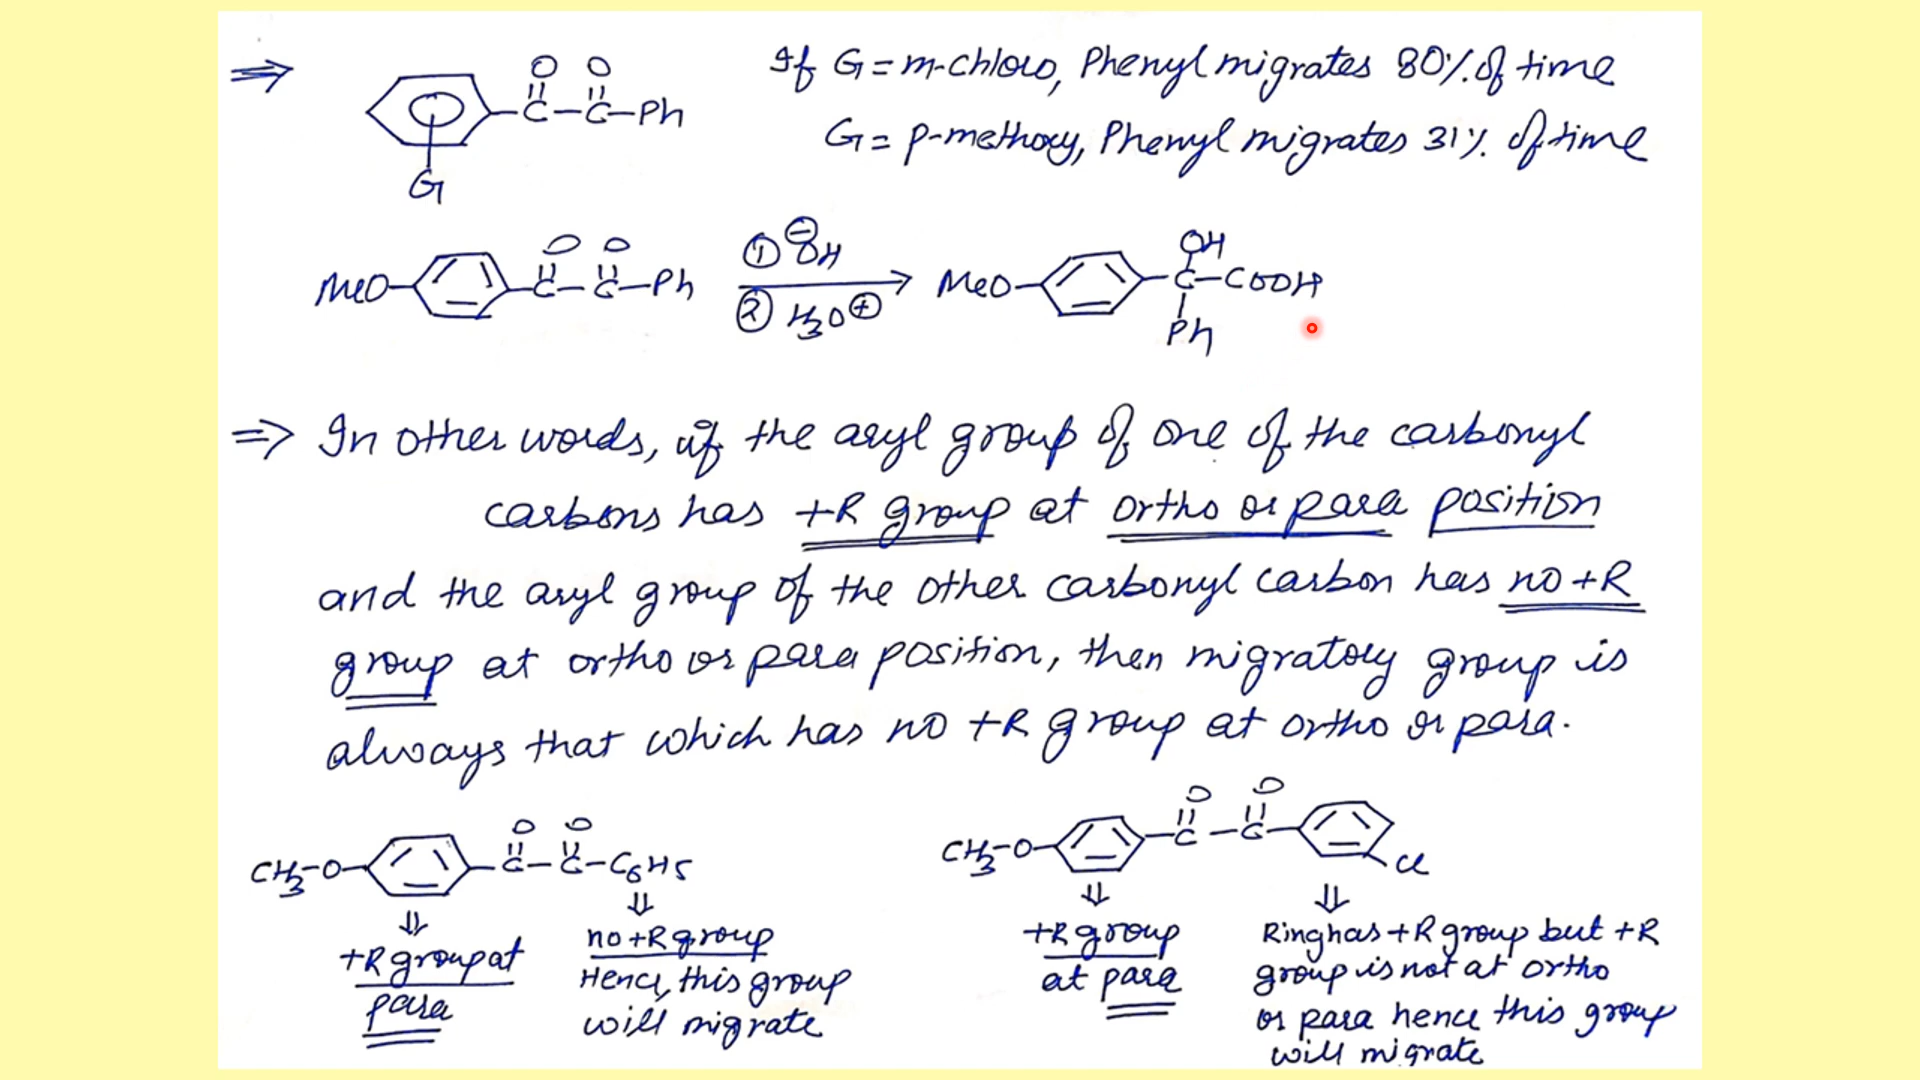 ⇒ O O If G = m-chloro, Phenyl migrates 80% of time
C–C–Ph
G = p-methoxy, Phenyl migrates 31% of time
G
O O ① ⊖OH OH
MeO C–C–Ph MeO C–COOH
② H3O⊕ Ph
⇒ In other words, if the aryl group of one of the carbonyl
carbons has +R group at ortho or para position
and the aryl group of the other carbonyl carbon has no +R
group at ortho or para position, then migratory group is
always that which has no +R group at ortho or para.
O O O O
CH3-O C–C–C6H5 CH3-O C–C Cl
⇓ ⇓ ⇓ ⇓
+R group at
para
no +R group
Hence, this group
will migrate
+R group
at para
Ring has +R group but +R
group is not at ortho
or para hence this group
will migrate